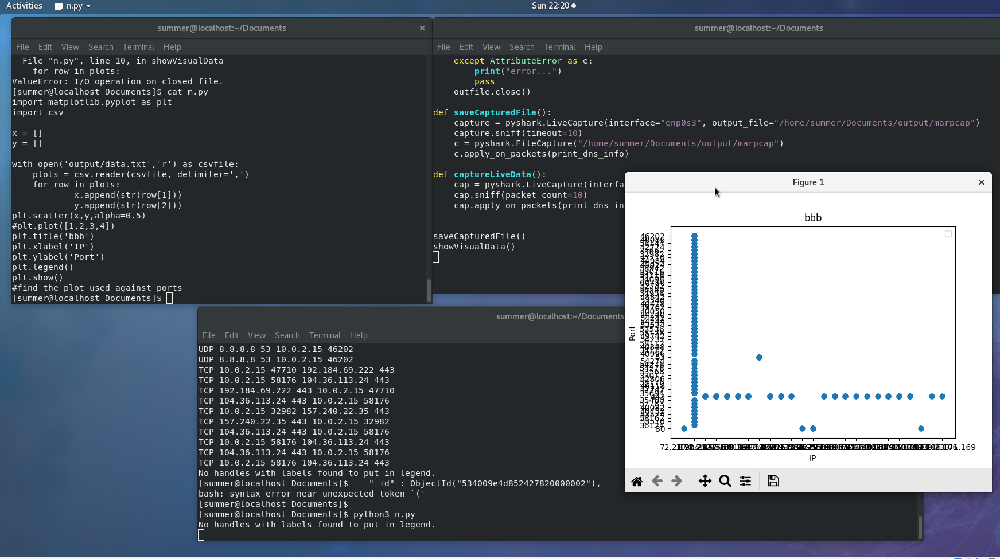 Activities n.py Sun 22:20
summer@localhost:~/Documents
File Edit View Search Terminal Help
  File "n.py", line 10, in showVisualData
    for row in plots:
ValueError: I/O operation on closed file.
[summer@localhost Documents]$ cat m.py
import matplotlib.pyplot as plt
import csv
x = []
y = []
with open('output/data.txt','r') as csvfile:
    plots = csv.reader(csvfile, delimiter=',')
    for row in plots:
            x.append(str(row[1]))
            y.append(str(row[2]))
plt.scatter(x,y,alpha=0.5)
#plt.plot([1,2,3,4])
plt.title('bbb')
plt.xlabel('IP')
plt.ylabel('Port')
plt.legend()
plt.show()
#find the plot used against ports
[summer@localhost Documents]$
summer@localhost:~/Documents
File Edit View Search Terminal Help
    except AttributeError as e:
        print("error...")
        pass
    outfile.close()
def saveCapturedFile():
    capture = pyshark.LiveCapture(interface="enp0s3", output_file="/home/summer/Documents/output/marpcap")
    capture.sniff(timeout=10)
    c = pyshark.FileCapture("/home/summer/Documents/output/marpcap")
    c.apply_on_packets(print_dns_info)
def captureLiveData():
    cap = pyshark.LiveCapture(interfa
    cap.sniff(packet_count=10)
    cap.apply_on_packets(print_dns_in
saveCapturedFile()
showVisualData()
Figure 1
bbb
46202
Port
80
IP
summer@localhost:~/Documents
File Edit View Search Terminal Help
UDP 8.8.8.8 53 10.0.2.15 46202
UDP 8.8.8.8 53 10.0.2.15 46202
TCP 10.0.2.15 47710 192.184.69.222 443
TCP 10.0.2.15 58176 104.36.113.24 443
TCP 192.184.69.222 443 10.0.2.15 47710
TCP 104.36.113.24 443 10.0.2.15 58176
TCP 10.0.2.15 32982 157.240.22.35 443
TCP 157.240.22.35 443 10.0.2.15 32982
TCP 104.36.113.24 443 10.0.2.15 58176
TCP 10.0.2.15 58176 104.36.113.24 443
TCP 104.36.113.24 443 10.0.2.15 58176
TCP 10.0.2.15 58176 104.36.113.24 443
No handles with labels found to put in legend.
[summer@localhost Documents]$    "_id" : ObjectId("534009e4d852427820000002"),
bash: syntax error near unexpected token `('
[summer@localhost Documents]$
[summer@localhost Documents]$ python3 n.py
No handles with labels found to put in legend.